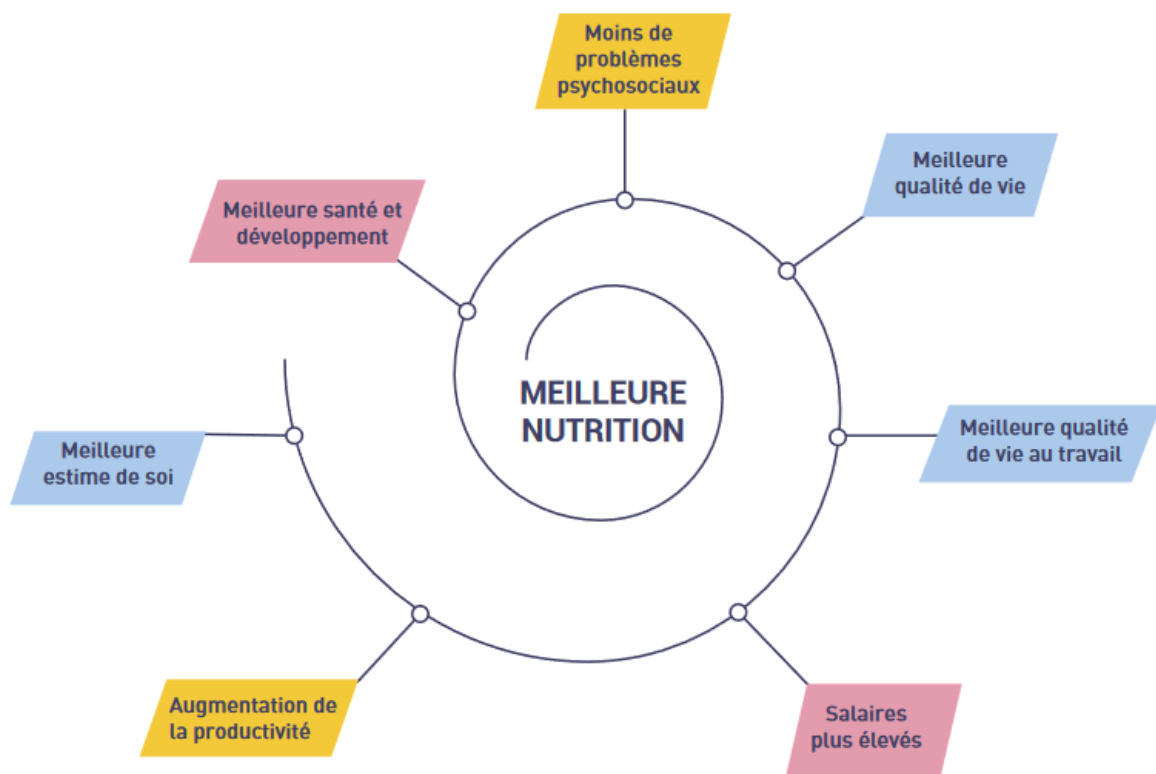 Moins de
problèmes
psychosociaux
Meilleure
qualité de vie
Meilleure santé et
développement
MEILLEURE
NUTRITION
Meilleure qualité
de vie au travail
Meilleure
estime de soi
Augmentation de
la productivité
Salaires
plus élevés